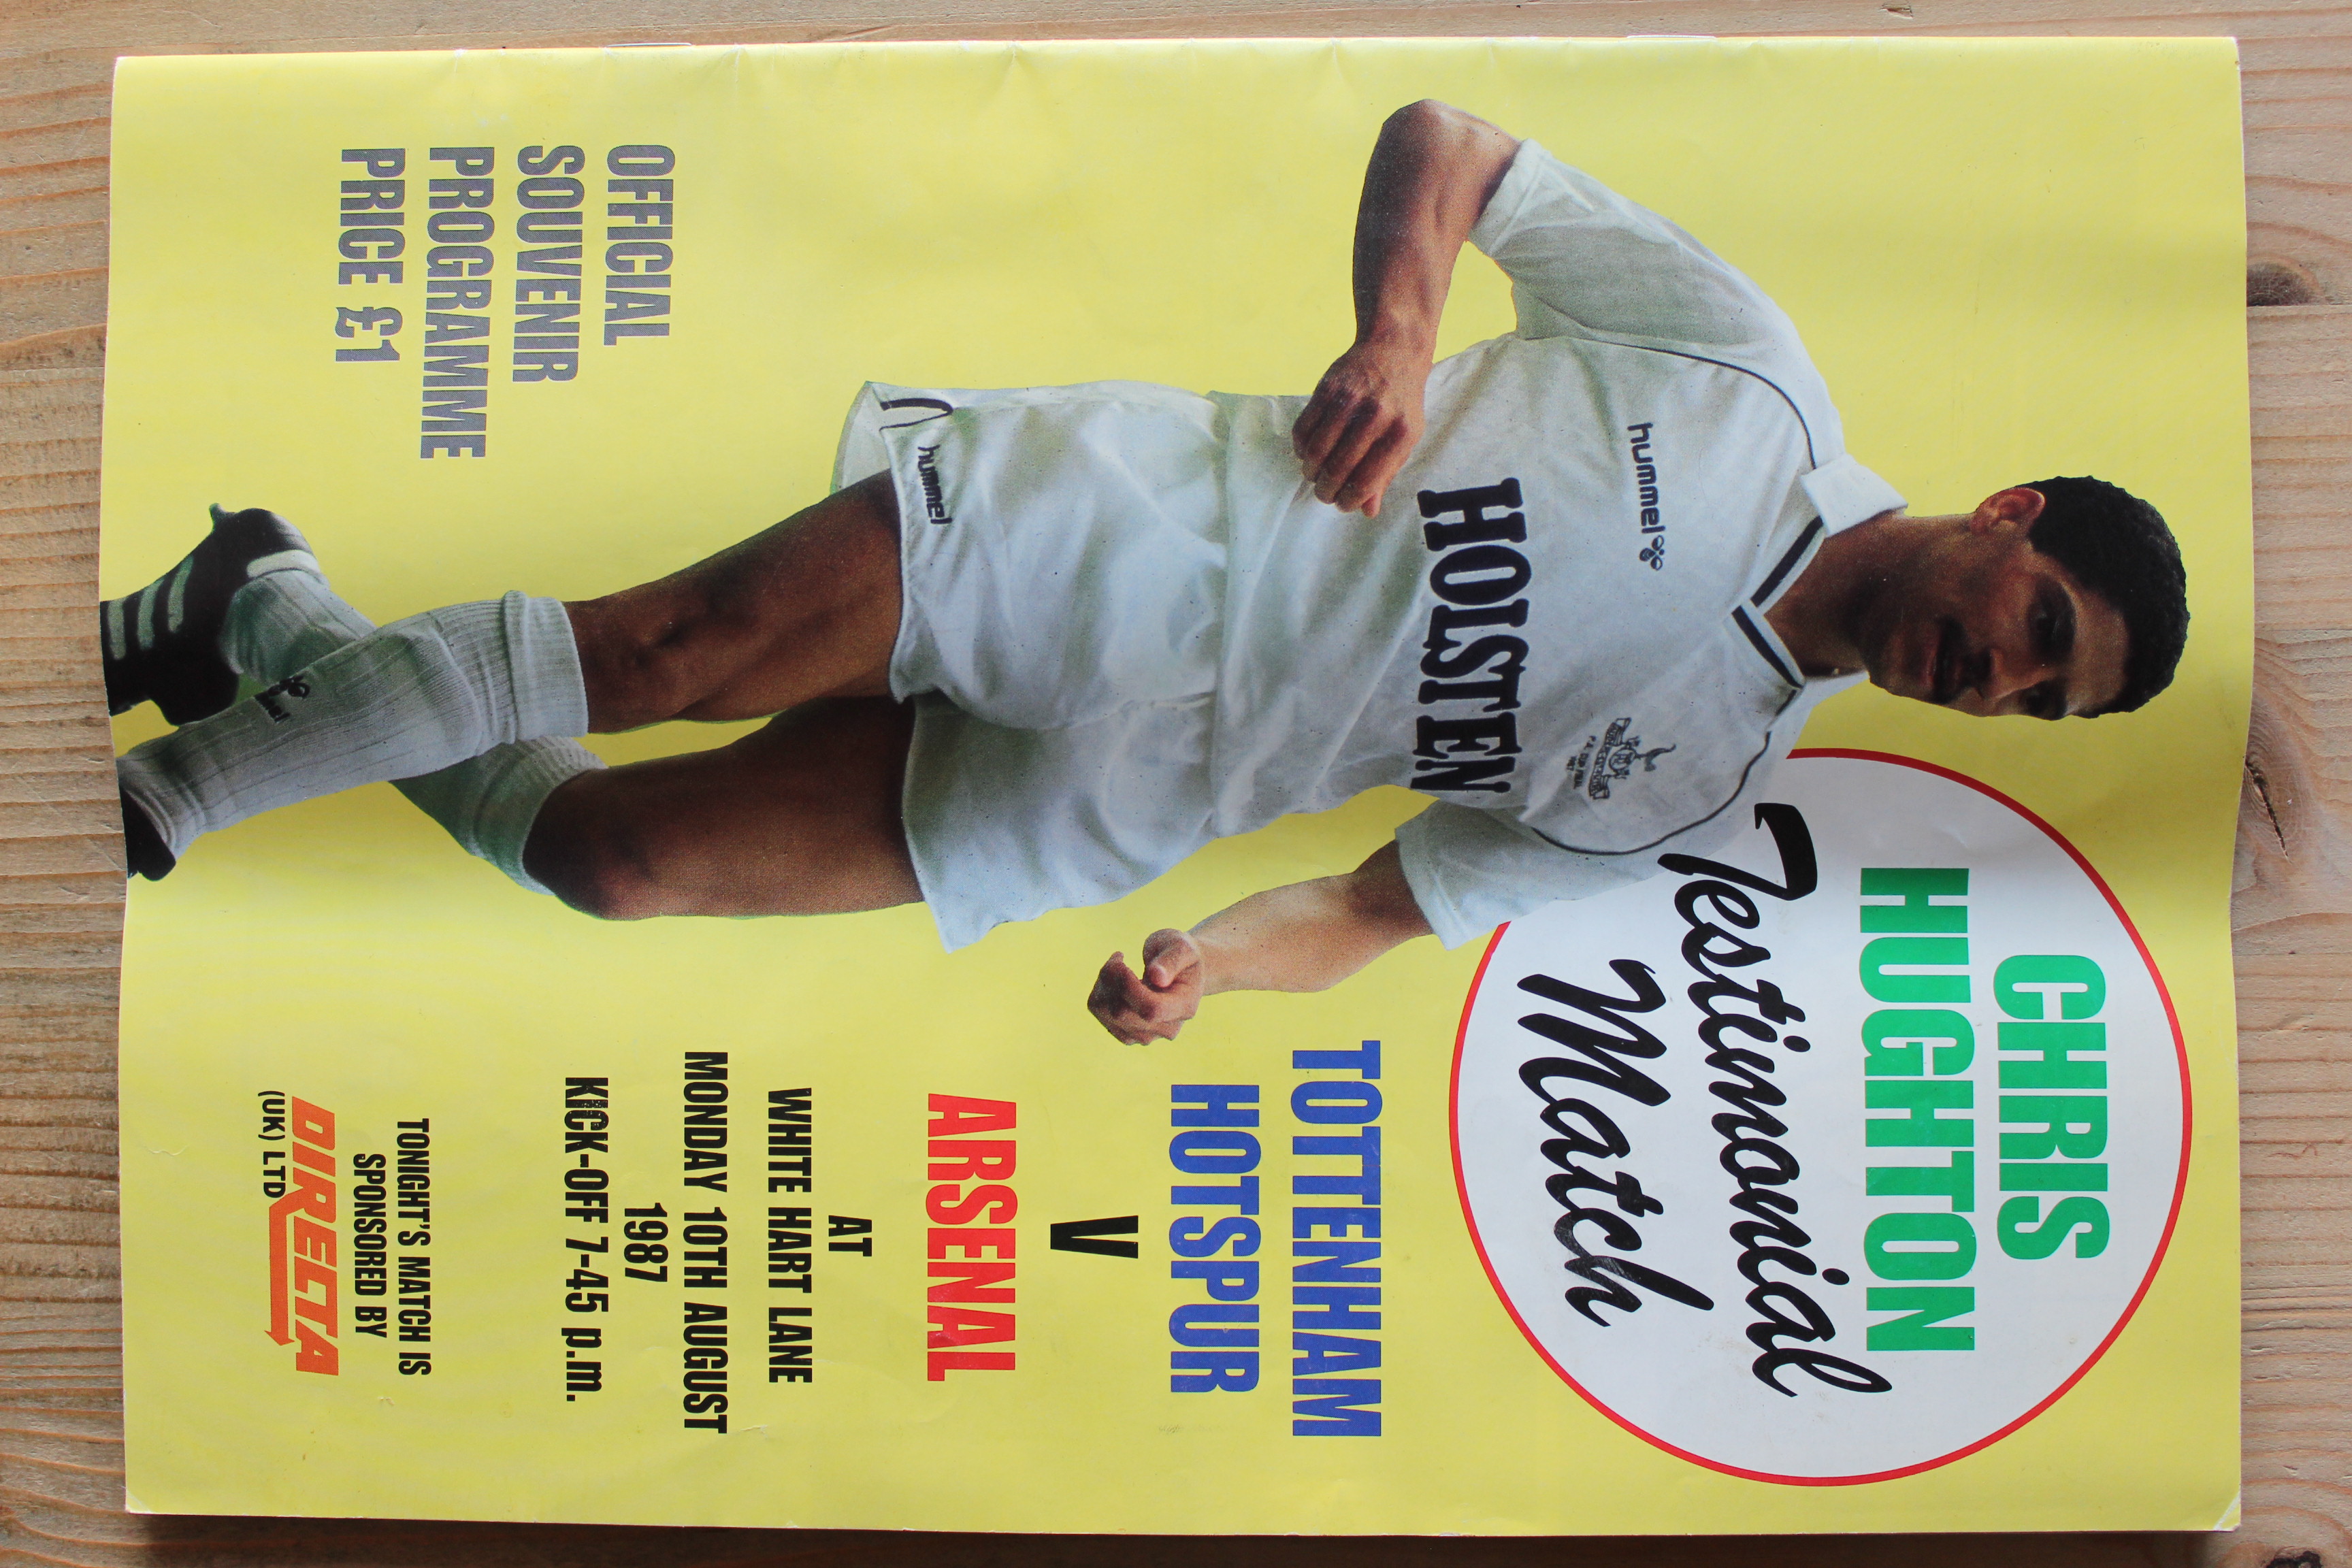 CHRIS
HUGHTON
Testimonial
Match
hummel
HOLSTEN
TOTTENHAM
HOTSPUR
V
ARSENAL
AT
WHITE HART LANE
MONDAY 10TH AUGUST
1987
KICK-OFF 7-45 p.m.
hummel
OFFICIAL
SOUVENIR
PROGRAMME
PRICE £1
TONIGHT'S MATCH IS
SPONSORED BY
DIRECTA
(UK) LTD